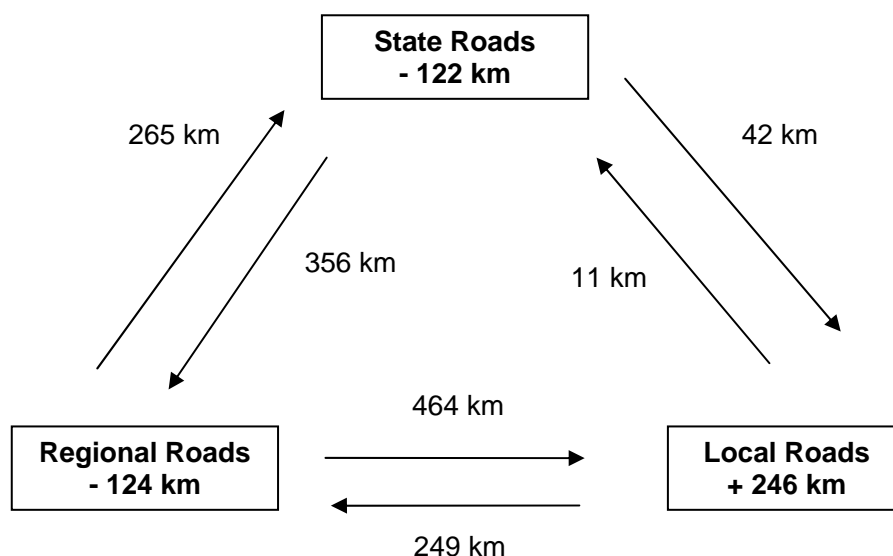 State Roads
- 122 km
265 km
42 km
356 km
11 km
464 km
Regional Roads
- 124 km
Local Roads
+ 246 km
249 km